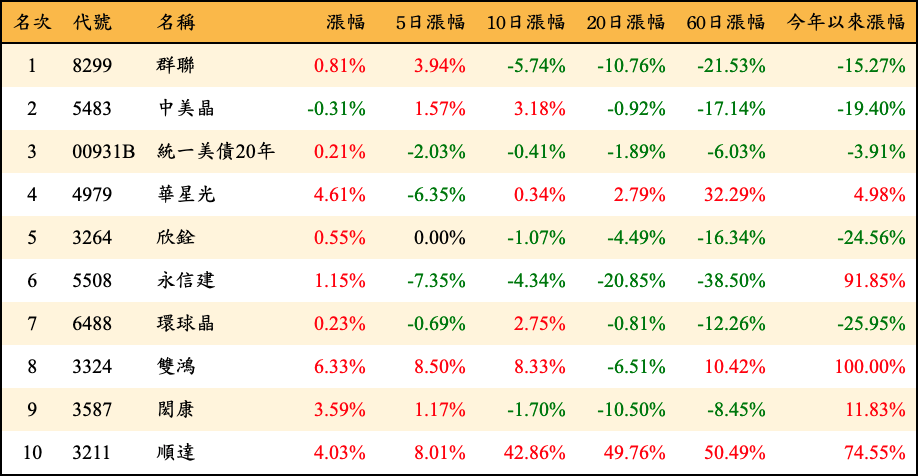 名次 代號 名稱 漲幅 5日漲幅 10日漲幅 20日漲幅 60日漲幅 今年以來漲幅
1 8299 群聯 0.81% 3.94% -5.74% -10.76% -21.53% -15.27%
2 5483 中美晶 -0.31% 1.57% 3.18% -0.92% -17.14% -19.40%
3 00931B 統一美債20年 0.21% -2.03% -0.41% -1.89% -6.03% -3.91%
4 4979 華星光 4.61% -6.35% 0.34% 2.79% 32.29% 4.98%
5 3264 欣銓 0.55% 0.00% -1.07% -4.49% -16.34% -24.56%
6 5508 永信建 1.15% -7.35% -4.34% -20.85% -38.50% 91.85%
7 6488 環球晶 0.23% -0.69% 2.75% -0.81% -12.26% -25.95%
8 3324 雙鴻 6.33% 8.50% 8.33% -6.51% 10.42% 100.00%
9 3587 閎康 3.59% 1.17% -1.70% -10.50% -8.45% 11.83%
10 3211 順達 4.03% 8.01% 42.86% 49.76% 50.49% 74.55%